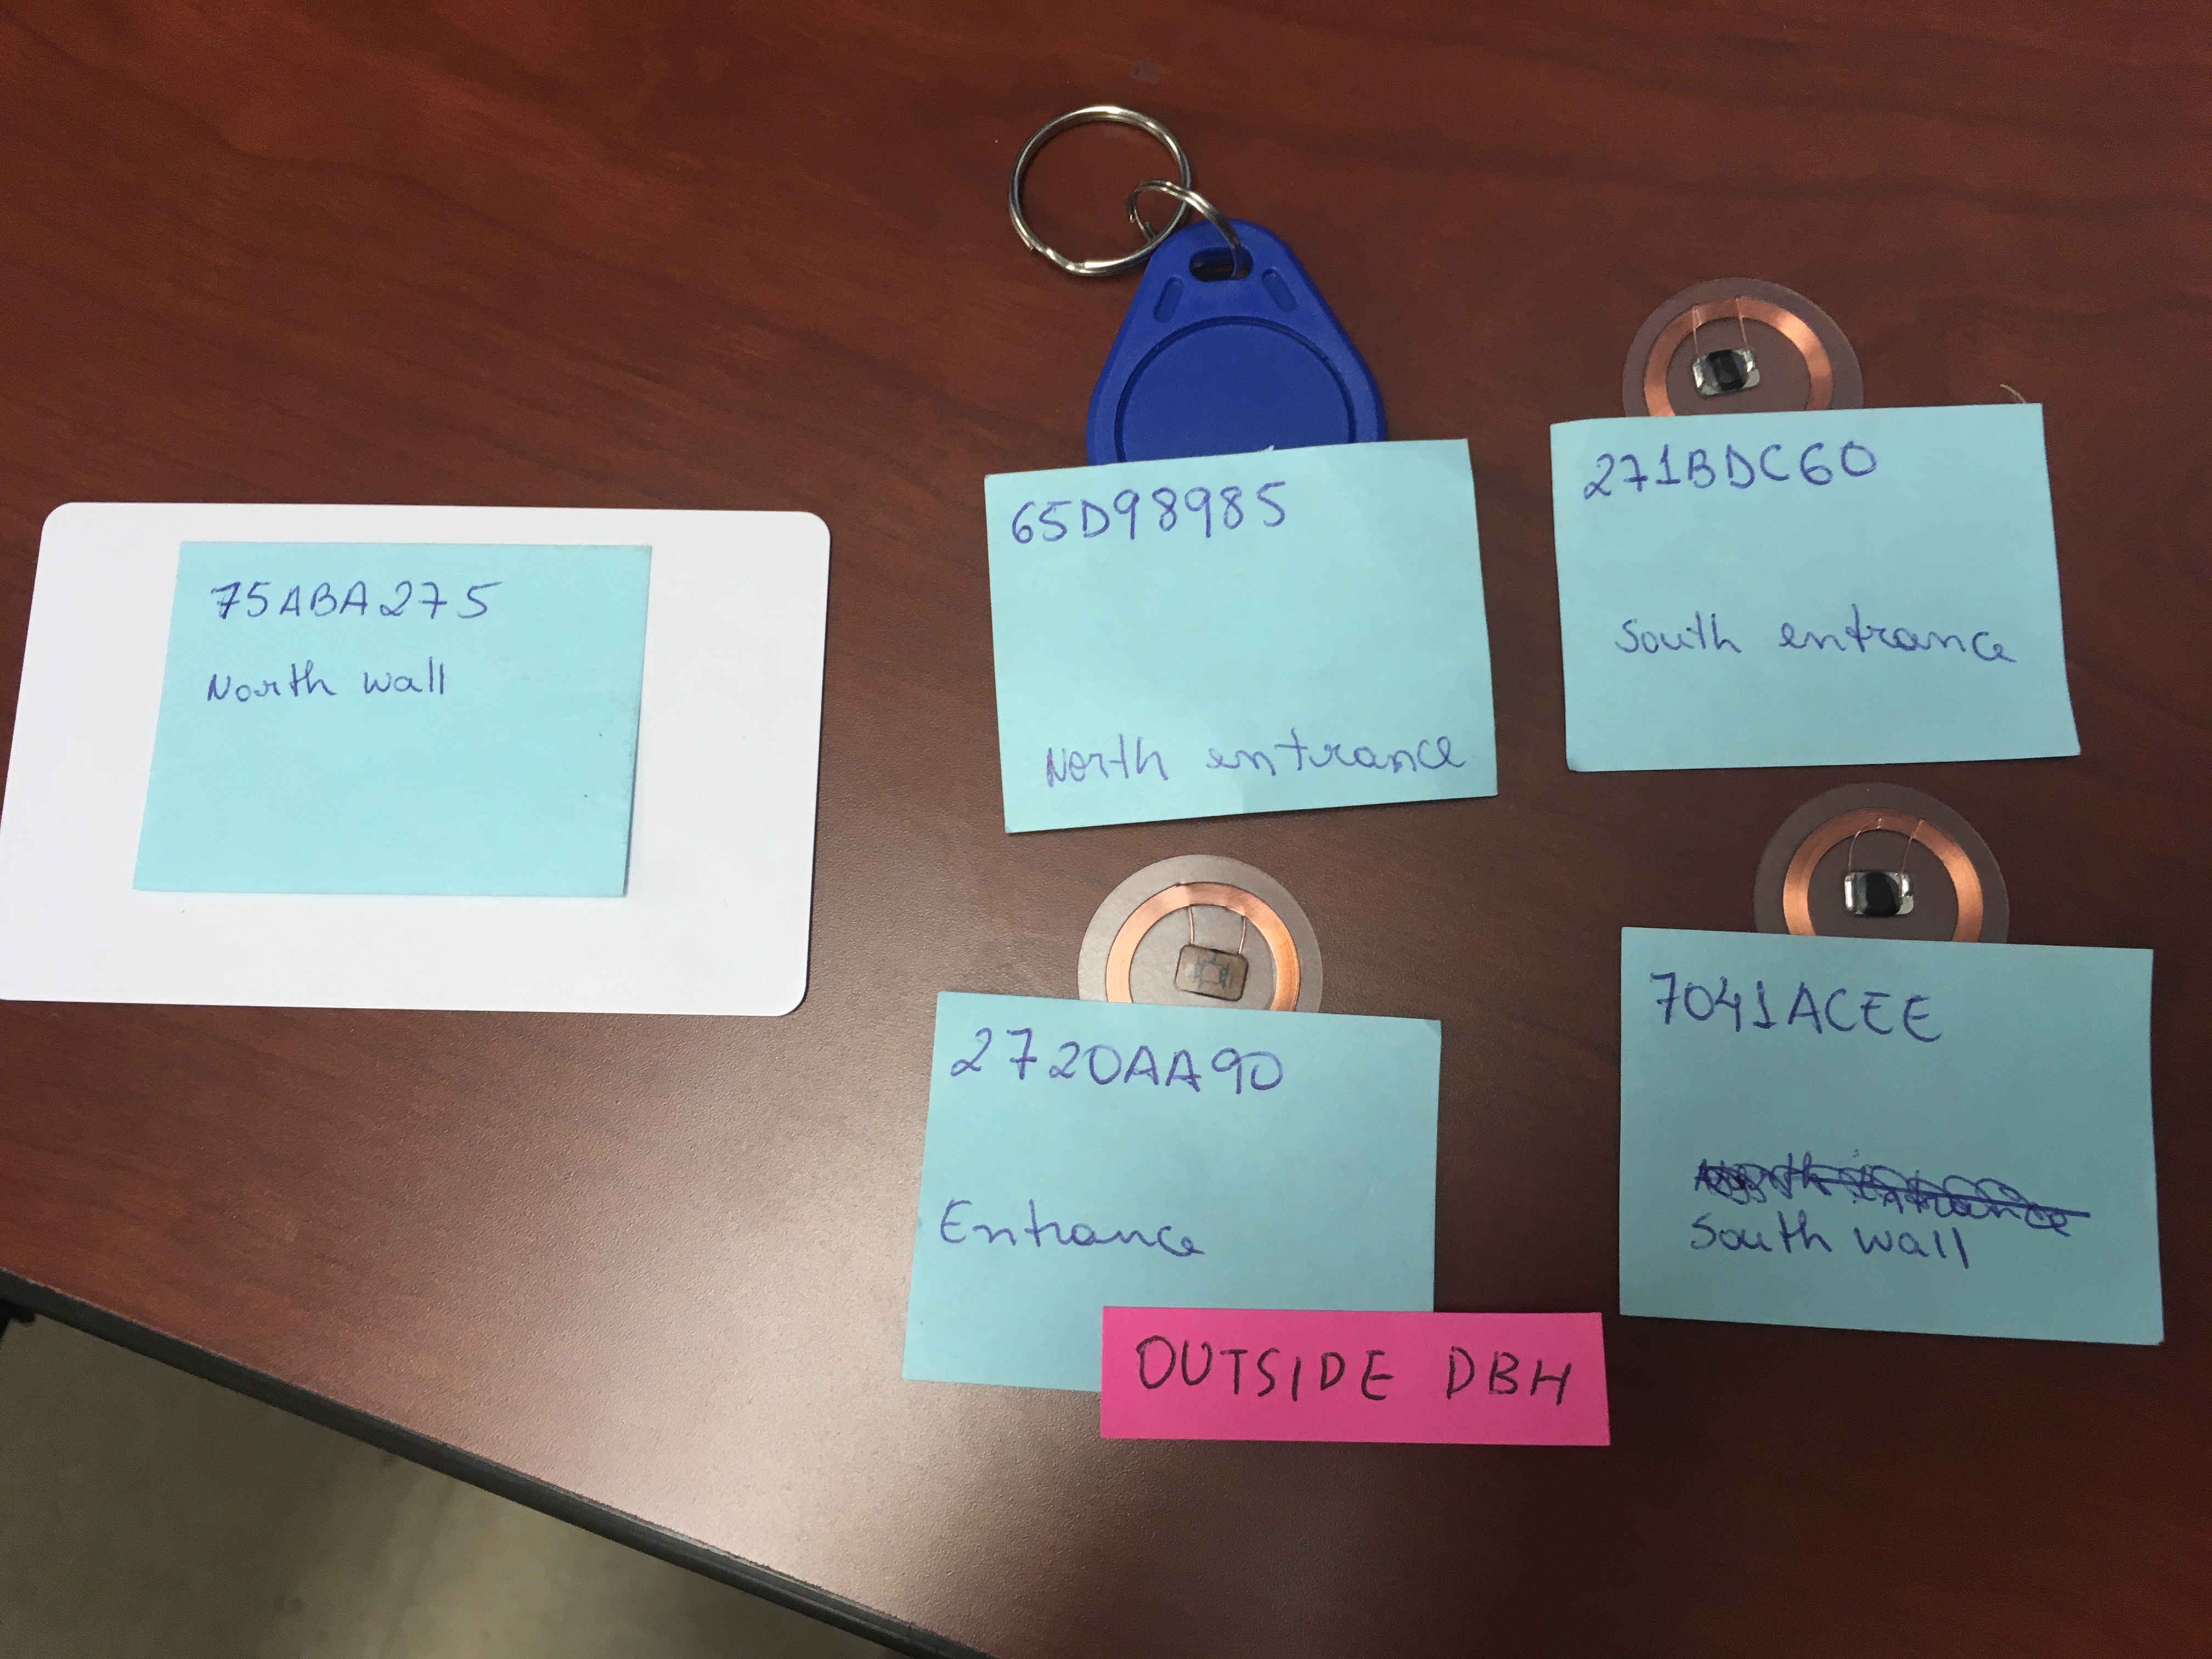 75ABA275
North wall
65D98985
North entrance
271BDC60
South entrance
2720AA90
Entrance
OUTSIDE DBH
7041ACEE
South wall